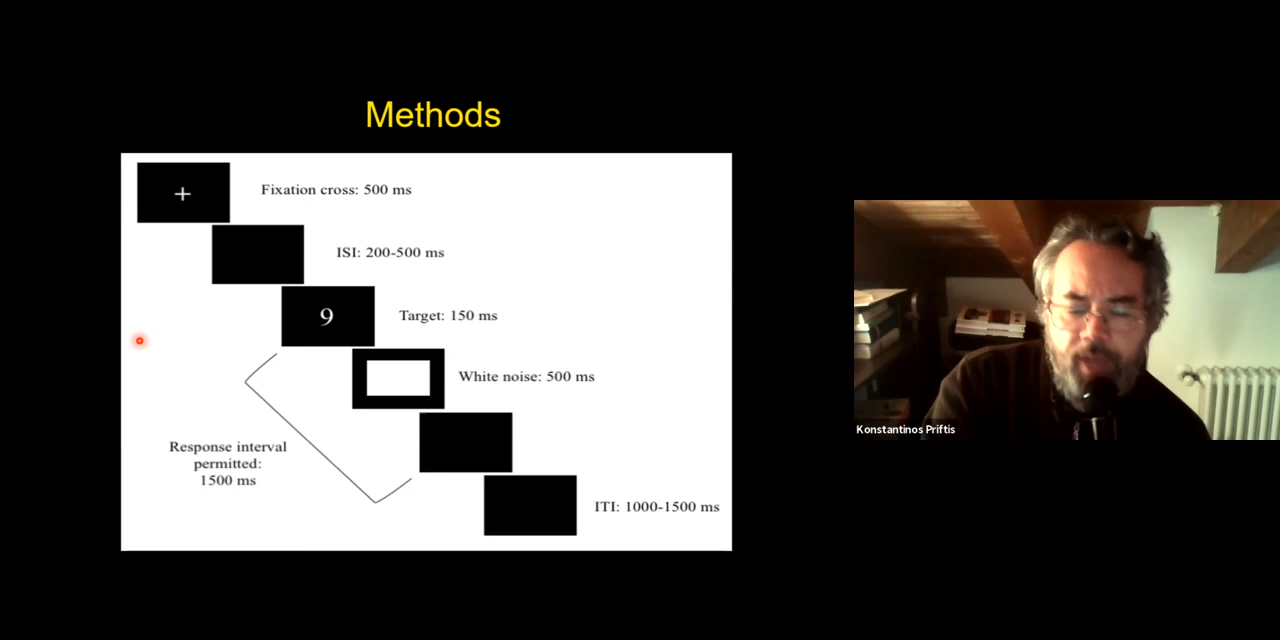 Methods
+
Fixation cross: 500 ms
ISI: 200-500 ms
9
Target: 150 ms
White noise: 500 ms
Response interval
permitted:
1500 ms
ITI: 1000-1500 ms
Konstantinos Priftis